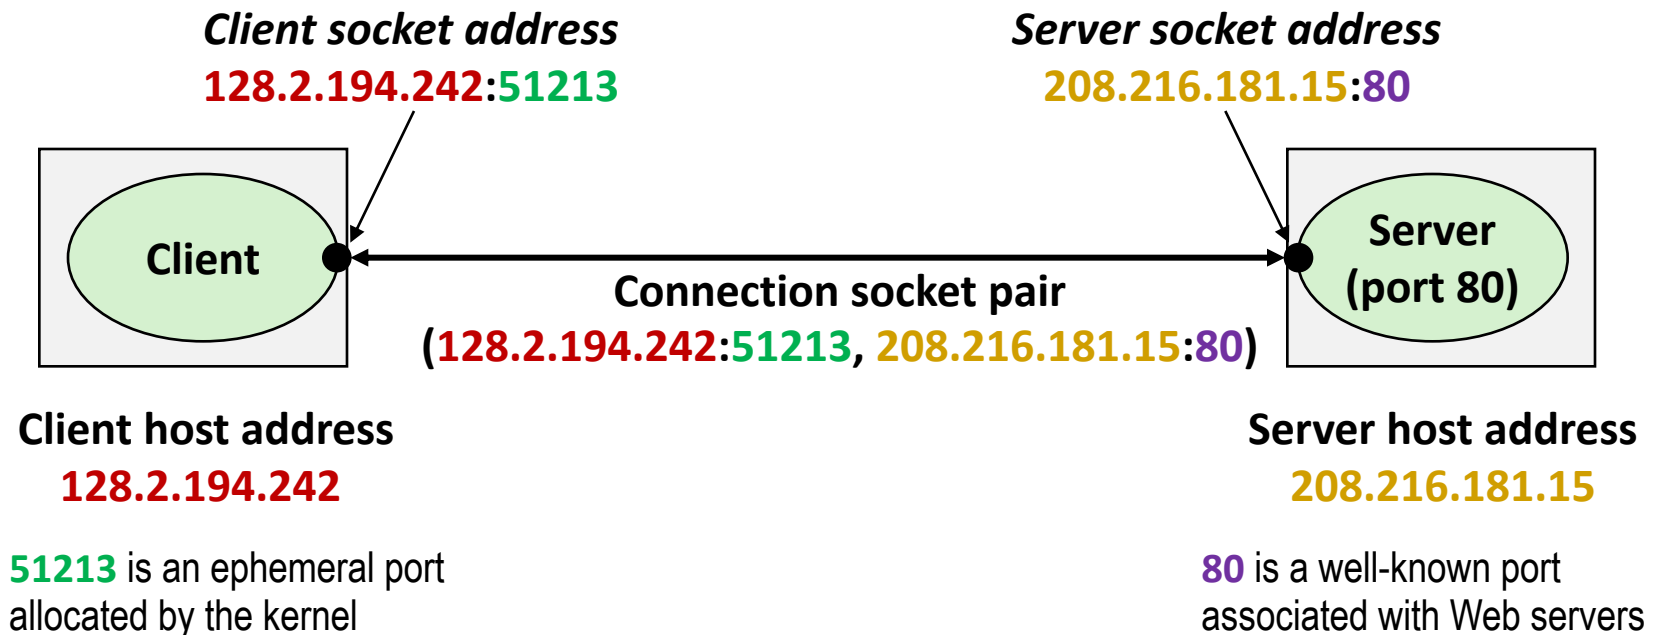 Client socket address
128.2.194.242:51213
Server socket address
208.216.181.15:80
Client
Server
(port 80)
Connection socket pair
(128.2.194.242:51213, 208.216.181.15:80)
Client host address
128.2.194.242
Server host address
208.216.181.15
51213 is an ephemeral port
allocated by the kernel
80 is a well-known port
associated with Web servers